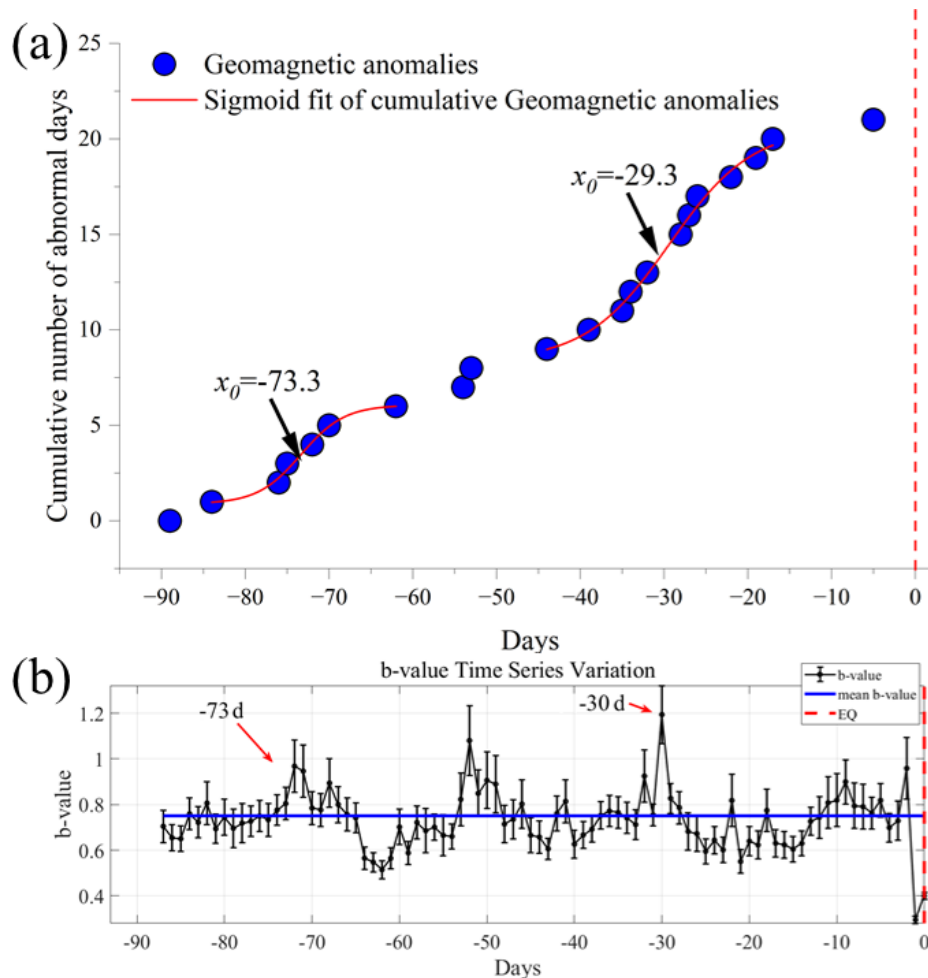 (a)
25
20
15
10
5
0
Cumulative number of abnormal days
Geomagnetic anomalies
Sigmoid fit of cumulative Geomagnetic anomalies
x₀=-29.3
x₀=-73.3
−90 −80 −70 −60 −50 −40 −30 −20 −10 0
Days
(b)
b-value Time Series Variation
b-value
mean b-value
EQ
-73 d
-30 d
1.2
1
0.8
0.6
0.4
b-value
-90 -80 -70 -60 -50 -40 -30 -20 -10 0
Days